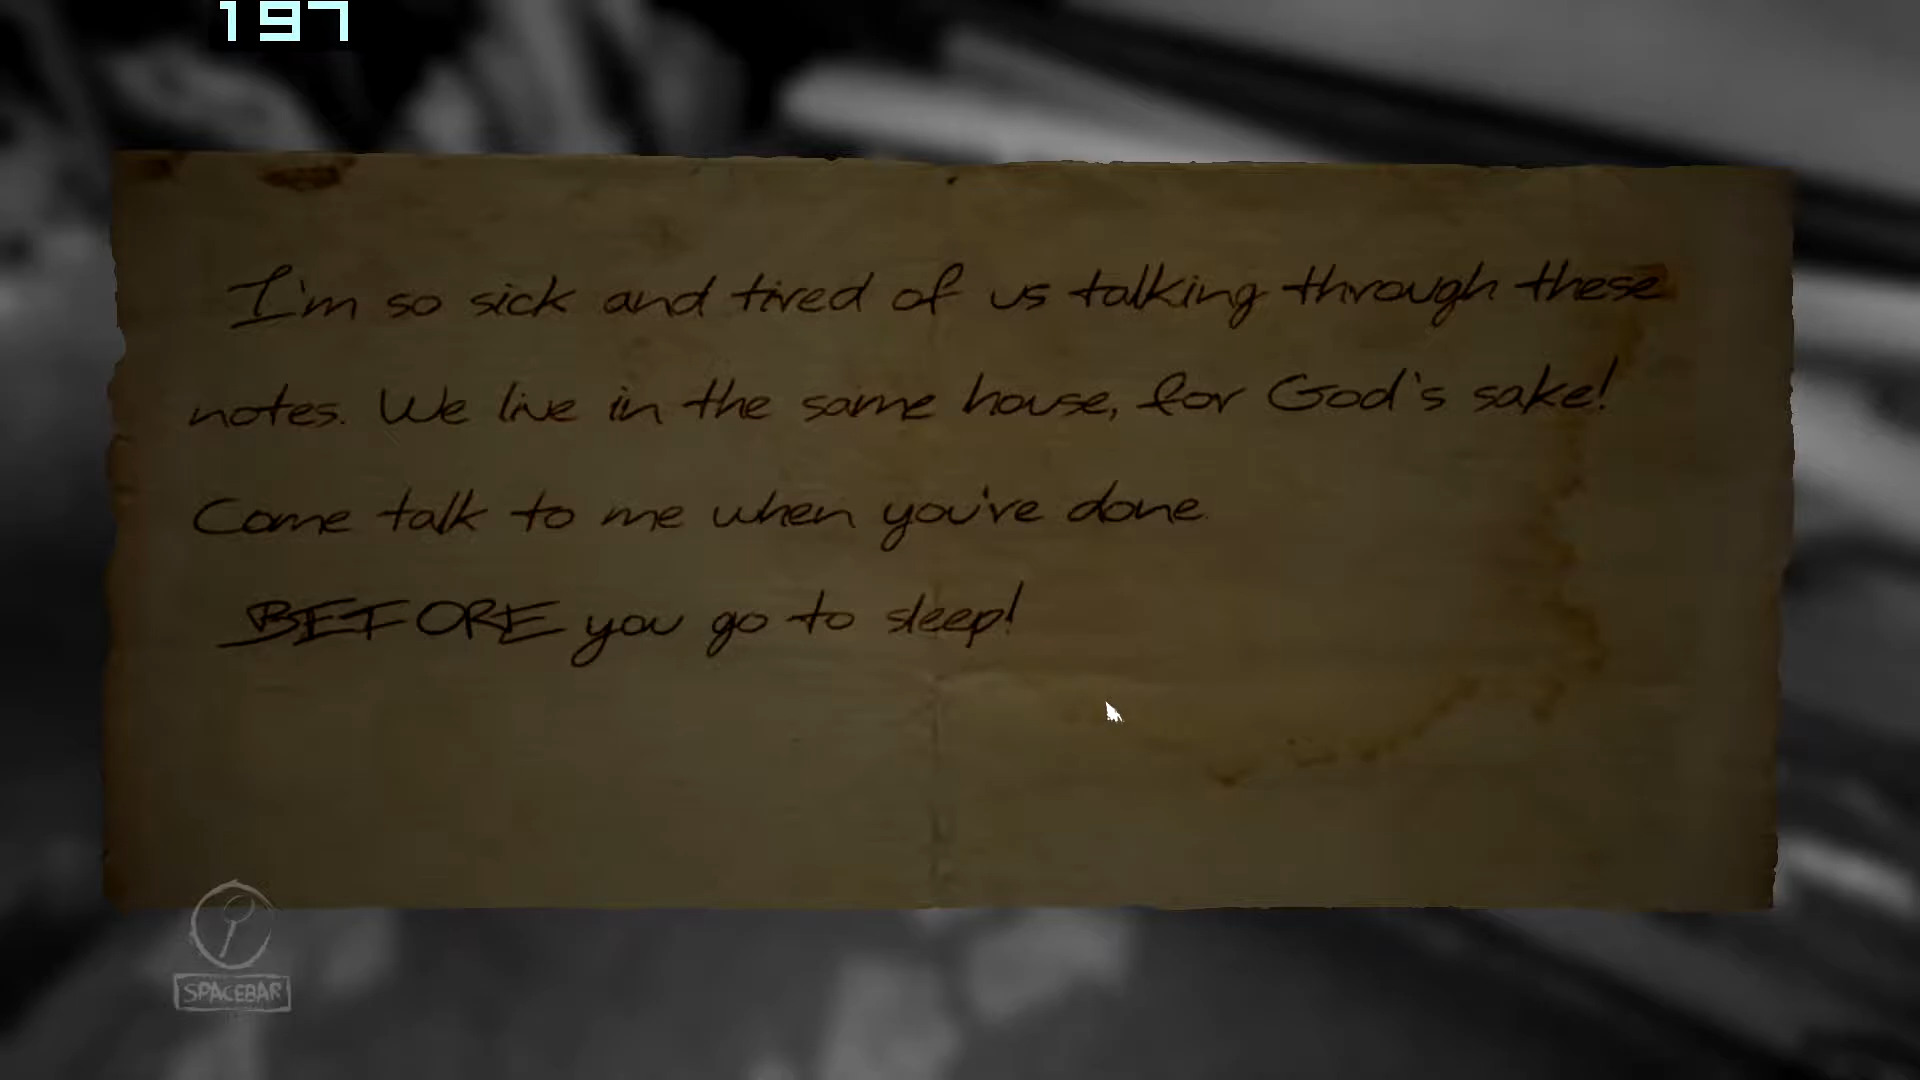 197
I'm so sick and tired of us talking through these
notes. We live in the same house, for God's sake!
Come talk to me when you're done.
BEFORE you go to sleep!
SPACEBAR